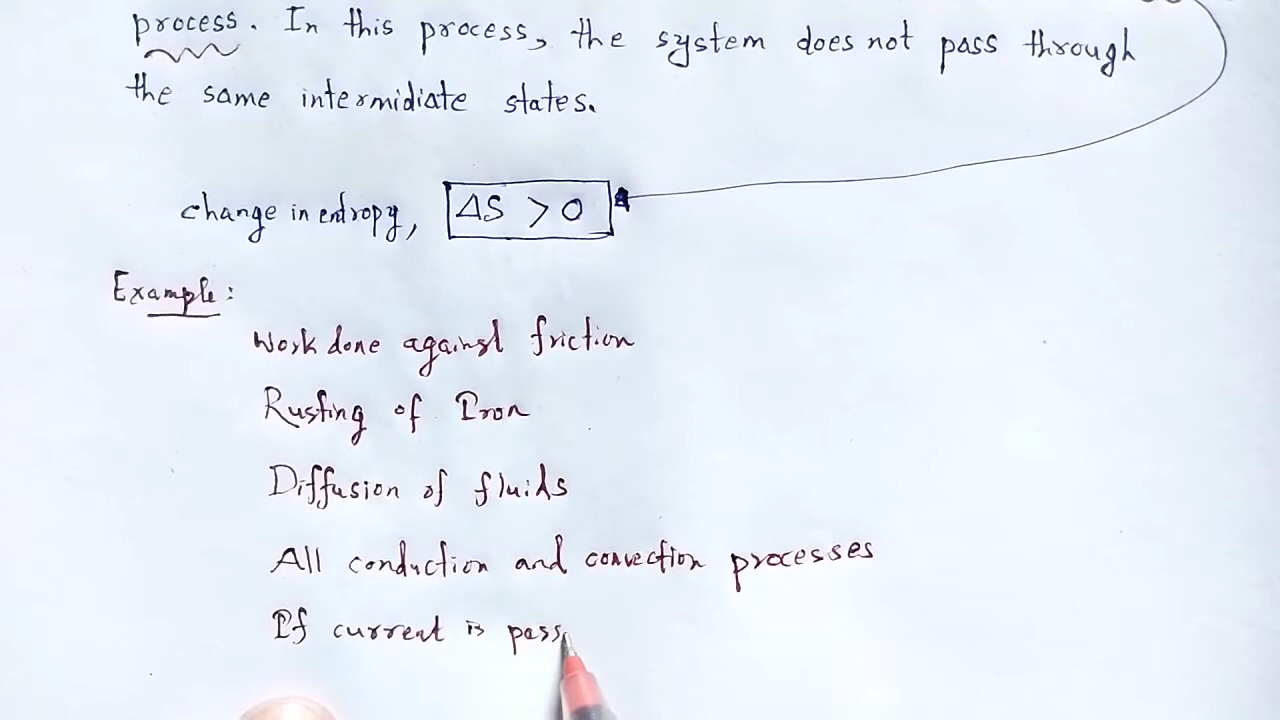 process. In this process, the system does not pass through
the same intermidiate states.
change in entropy, ΔS > 0
Example:
Work done against friction
Rusting of Iron
Diffusion of fluids
All conduction and convection processes
If current is pass